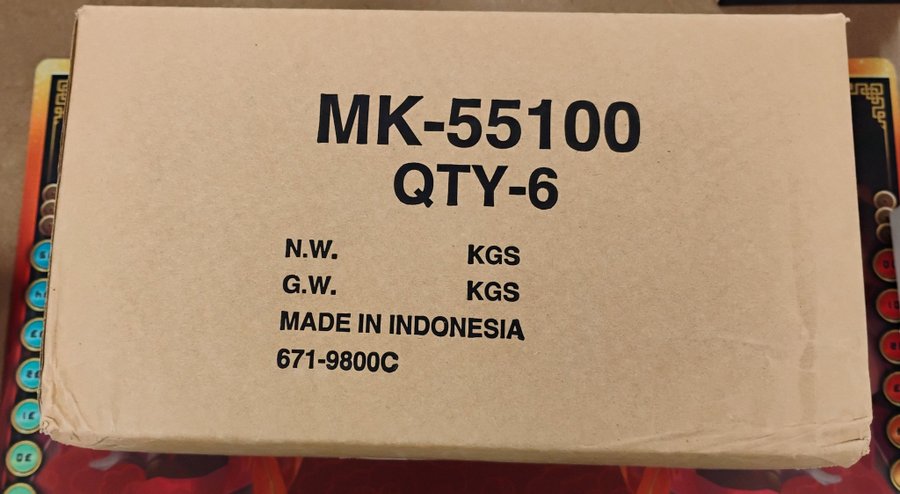 MK-55100
QTY-6
N.W. KGS
G.W. KGS
MADE IN INDONESIA
671-9800C